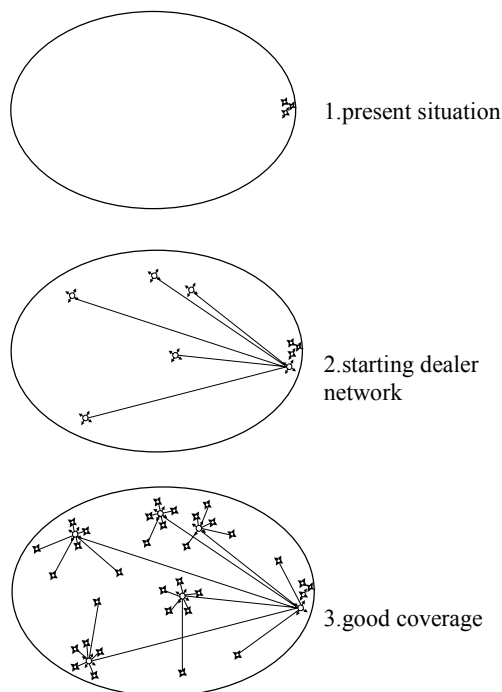 1.present situation
2.starting dealer
network
3.good coverage